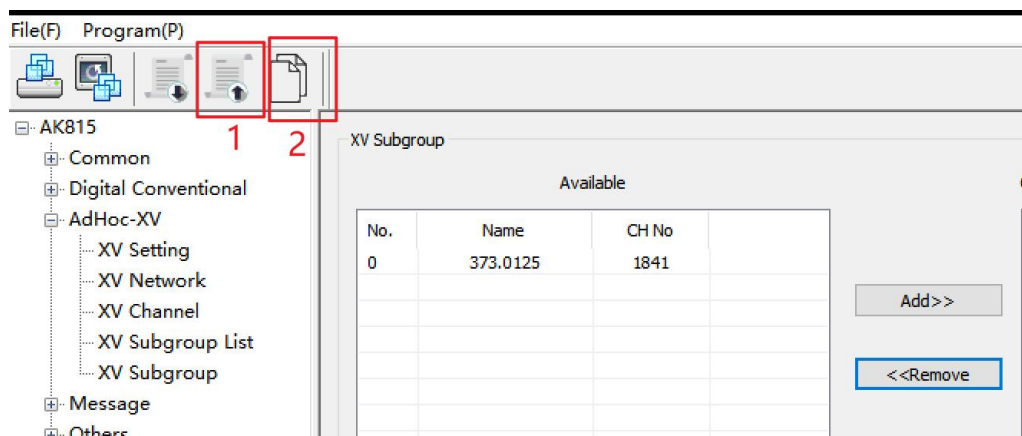 File(F) Program(P)
1
2
AK815
Common
Digital Conventional
AdHoc-XV
XV Setting
XV Network
XV Channel
XV Subgroup List
XV Subgroup
Message
Others
XV Subgroup
Available
No. Name CH No
0 373.0125 1841
Add>>
<<Remove